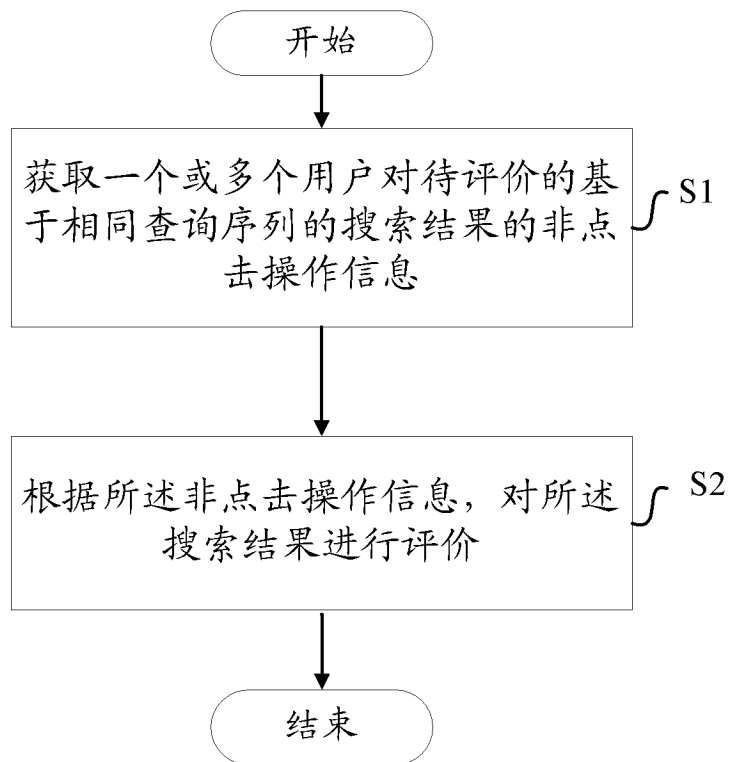 开始
获取一个或多个用户对待评价的基
于相同查询序列的搜索结果的非点
击操作信息
S1
根据所述非点击操作信息，对所述
搜索结果进行评价
S2
结束